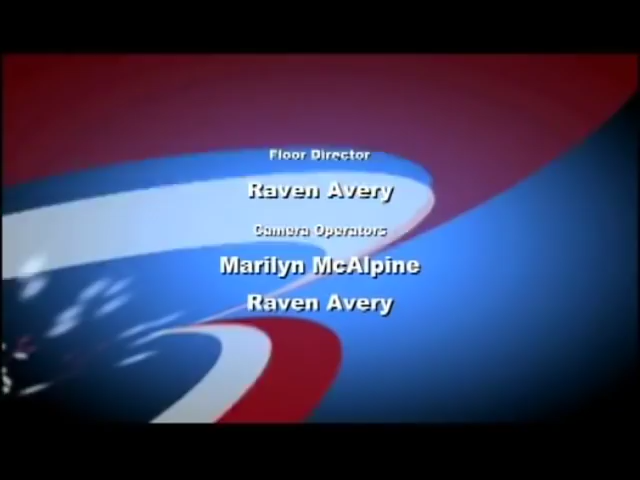 Floor Director
Raven Avery
Camera Operators
Marilyn McAlpine
Raven Avery